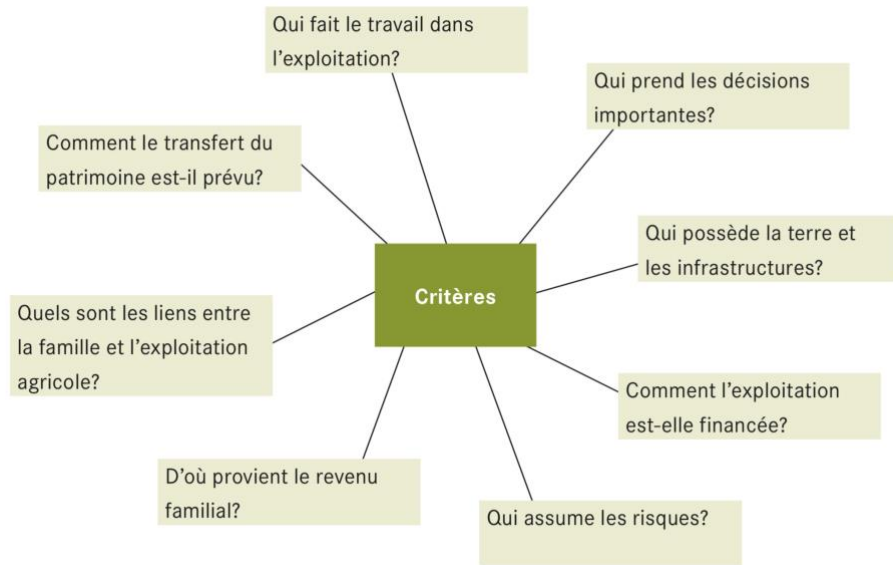 Qui fait le travail dans
l'exploitation?
Qui prend les décisions
importantes?
Comment le transfert du
patrimoine est-il prévu?
Qui possède la terre et
les infrastructures?
Critères
Quels sont les liens entre
la famille et l'exploitation
agricole?
Comment l'exploitation
est-elle financée?
D'où provient le revenu
familial?
Qui assume les risques?